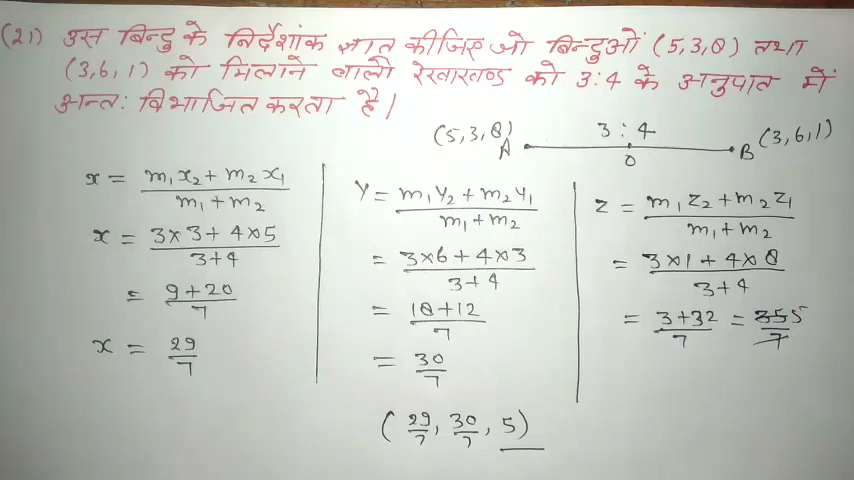 (21) उस बिन्दु के निर्देशांक ज्ञात कीजिए जो बिन्दुओं (5,3,8) तथा
(3,6,1) को मिलाने वाली रेखाखण्ड को 3:4 के अनुपात में
अन्तः विभाजित करता है।
(5,3,8) A 3:4 B (3,6,1)
O
x = m₁x₂+m₂x₁ / m₁+m₂
x = 3×3+4×5 / 3+4
= 9+20 / 7
x = 29/7
Y = m₁Y₂+m₂Y₁ / m₁+m₂
= 3×6+4×3 / 3+4
= 18+12 / 7
= 30/7
Z = m₁Z₂+m₂Z₁ / m₁+m₂
= 3×1+4×8 / 3+4
= 3+32 / 7 = 35/7 5
(29/7, 30/7, 5)